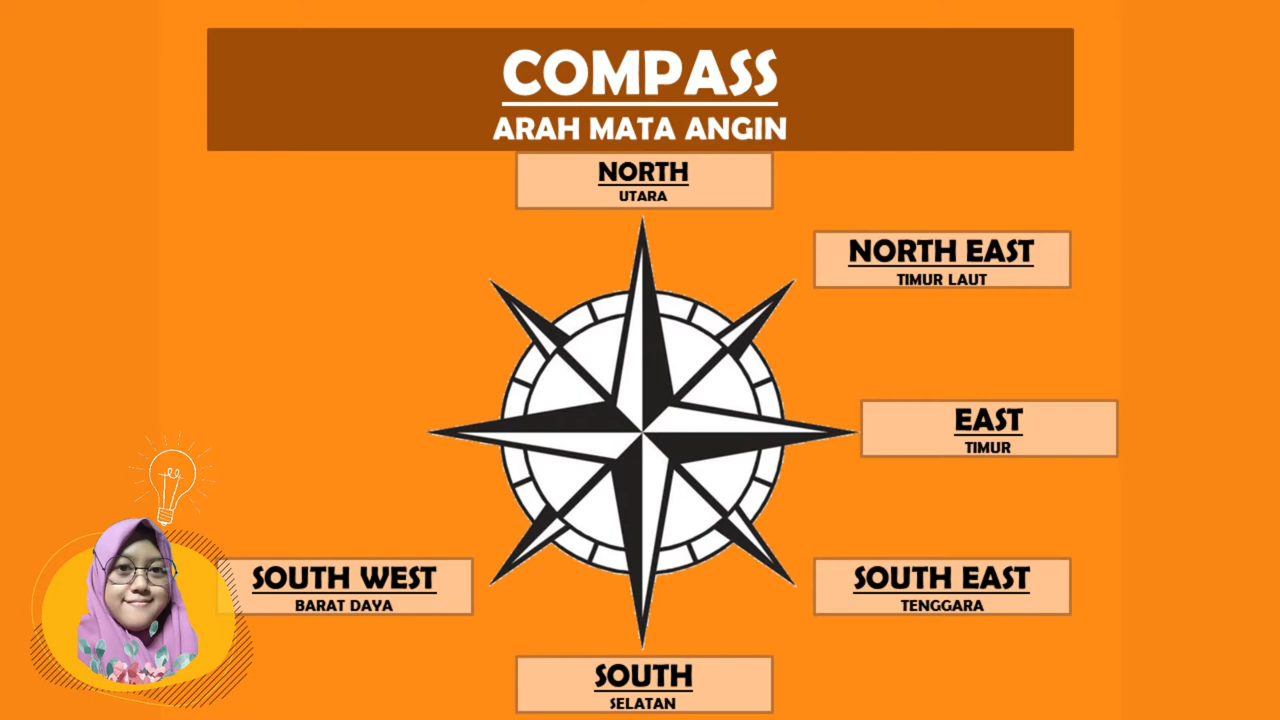 COMPASS
ARAH MATA ANGIN
NORTH
UTARA
NORTH EAST
TIMUR LAUT
EAST
TIMUR
SOUTH WEST
BARAT DAYA
SOUTH EAST
TENGGARA
SOUTH
SELATAN